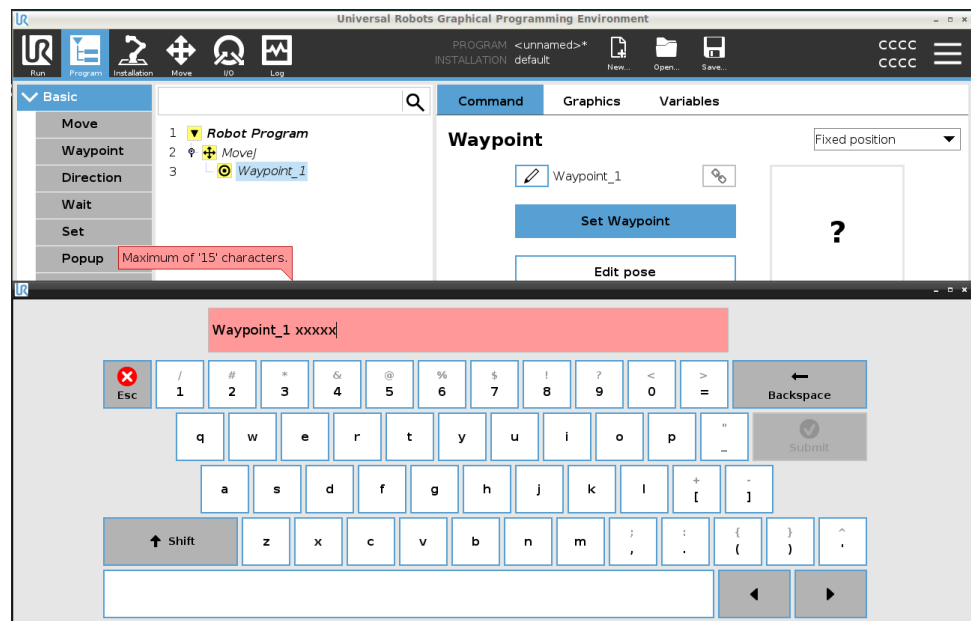 Universal Robots Graphical Programming Environment
UR
Run
Program
Installation
Move
I/O
Log
PROGRAM <unnamed>*
INSTALLATION default
New...
Open...
Save...
CCCC
CCCC
Basic
Move
Waypoint
Direction
Wait
Set
Popup
1 Robot Program
2 MoveJ
3 Waypoint_1
Command Graphics Variables
Waypoint
Fixed position
Waypoint_1
Set Waypoint
?
Edit pose
Maximum of '15' characters.
UR
Waypoint_1 xxxxx
Esc
/ # * & @ % $ ! ? < >
1 2 3 4 5 6 7 8 9 0 =
Backspace
q w e r t y u i o p " _
Submit
a s d f g h j k l + [ - ]
Shift
z x c v b n m ; , : . { ( } ) ^ '